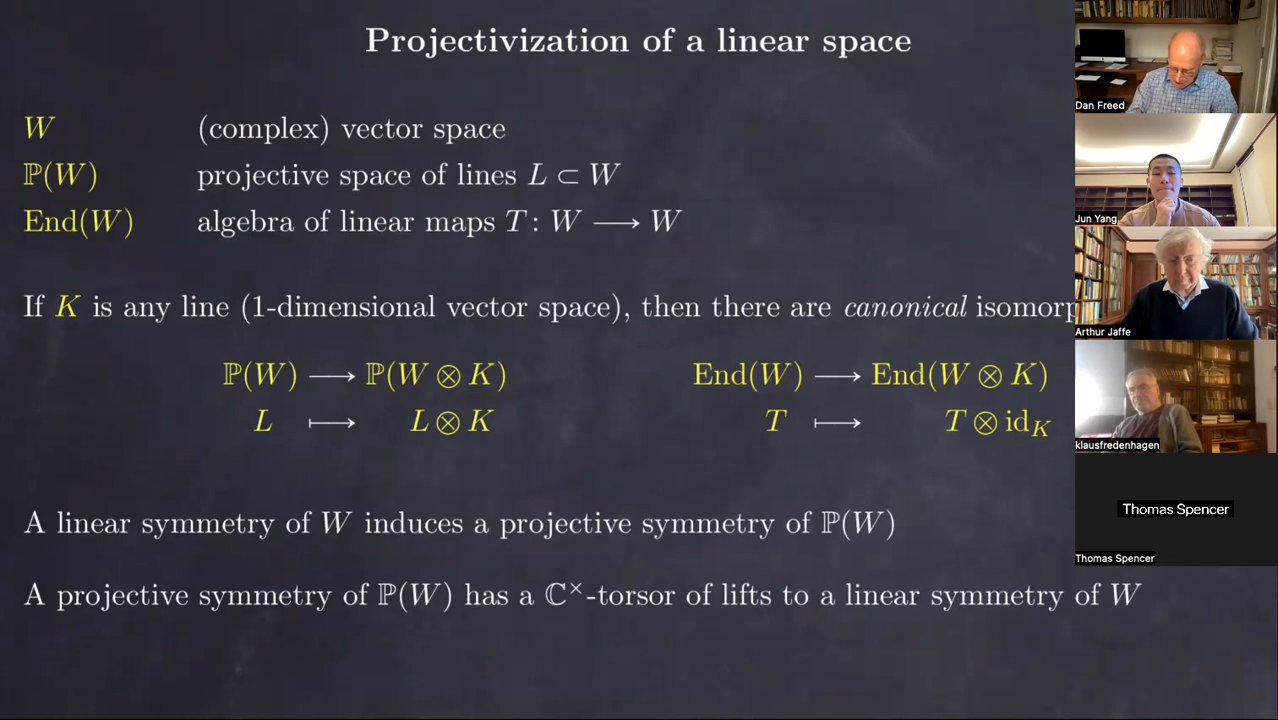 Projectivization of a linear space
W (complex) vector space
ℙ(W) projective space of lines L ⊂ W
End(W) algebra of linear maps T : W ⟶ W
If K is any line (1-dimensional vector space), then there are canonical
ℙ(W) ⟶ ℙ(W ⊗ K) End(W) ⟶ End(W ⊗ K)
L ⟼ L ⊗ K T ⟼ T ⊗ id_K
A linear symmetry of W induces a projective symmetry of ℙ(W)
A projective symmetry of ℙ(W) has a ℂ^×-torsor of lifts to a linear symmetry of W
Dan Freed
Jun Yang
Arthur Jaffe
klausfredenhagen
Thomas Spencer
Thomas Spencer